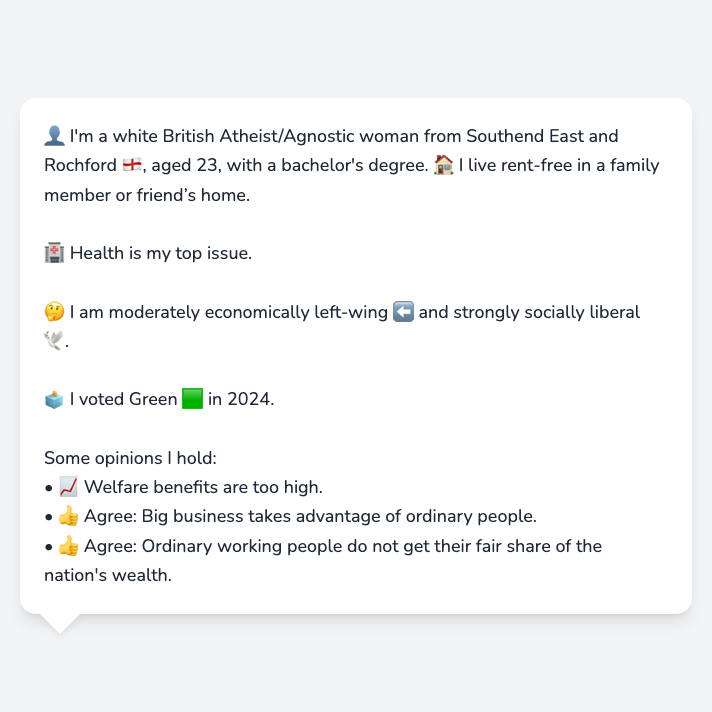 👤 I'm a white British Atheist/Agnostic woman from Southend East and
Rochford 🏴󠁧󠁢󠁥󠁮󠁧󠁿, aged 23, with a bachelor's degree. 🏠 I live rent-free in a family
member or friend’s home.
🏥 Health is my top issue.
🤔 I am moderately economically left-wing ⬅️ and strongly socially liberal
🕊️.
🗳️ I voted Green 🟩 in 2024.
Some opinions I hold:
• 📈 Welfare benefits are too high.
• 👍 Agree: Big business takes advantage of ordinary people.
• 👍 Agree: Ordinary working people do not get their fair share of the
nation's wealth.